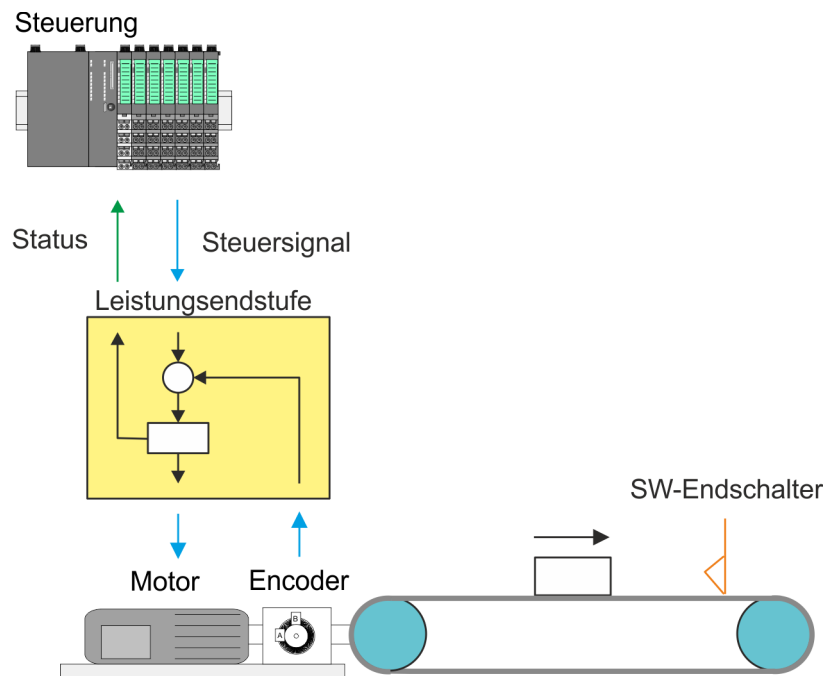 Steuerung
Status
Steuersignal
Leistungsendstufe
SW-Endschalter
Motor
Encoder
B
A